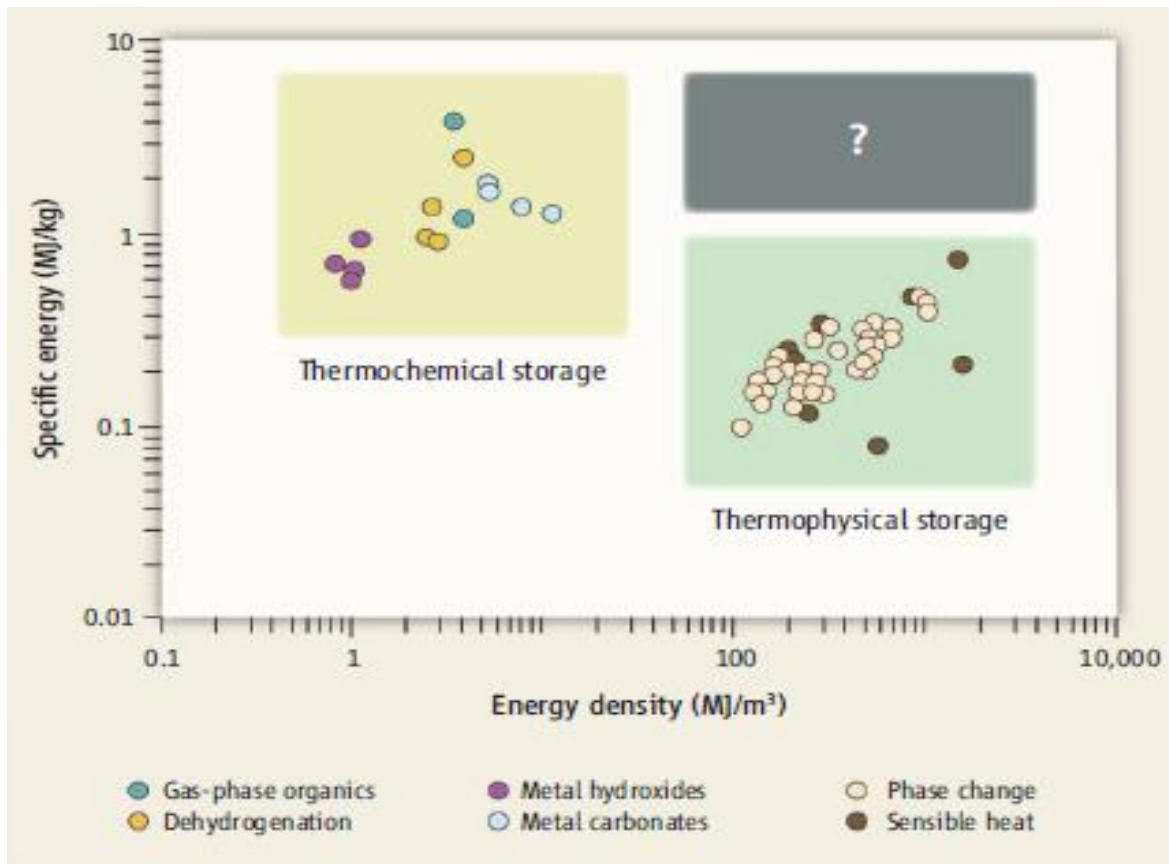 10
1
0.1
0.01
Specific energy (MJ/kg)
?
Thermochemical storage
Thermophysical storage
0.1 1 100 10,000
Energy density (MJ/m³)
Gas-phase organics Metal hydroxides Phase change
Dehydrogenation Metal carbonates Sensible heat